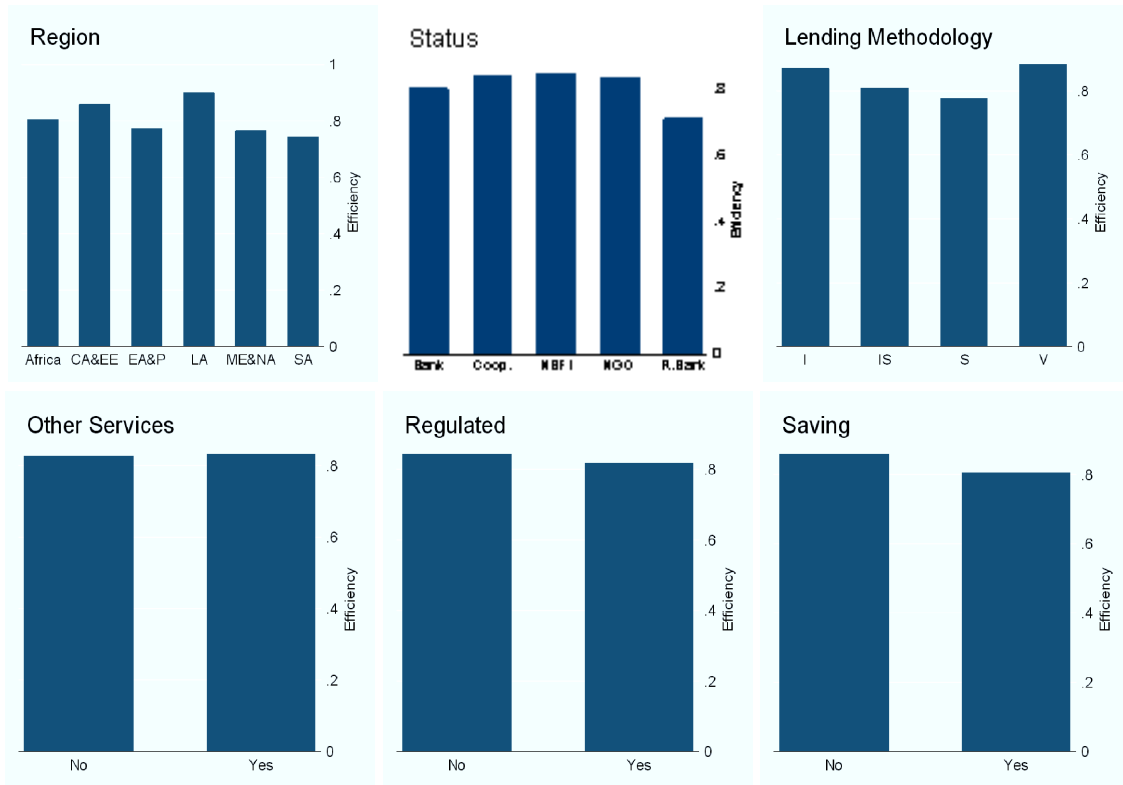 Region
1
.8
.6
.4
.2
0
Efficiency
Africa CA&EE EA&P LA ME&NA SA
Status
.8
.6
.4
.2
0
Efficiency
Bank Coop. NBFI NGO R.Bank
Lending Methodology
.8
.6
.4
.2
0
Efficiency
I IS S V
Other Services
.8
.6
.4
.2
0
Efficiency
No Yes
Regulated
.8
.6
.4
.2
0
Efficiency
No Yes
Saving
.8
.6
.4
.2
0
Efficiency
No Yes